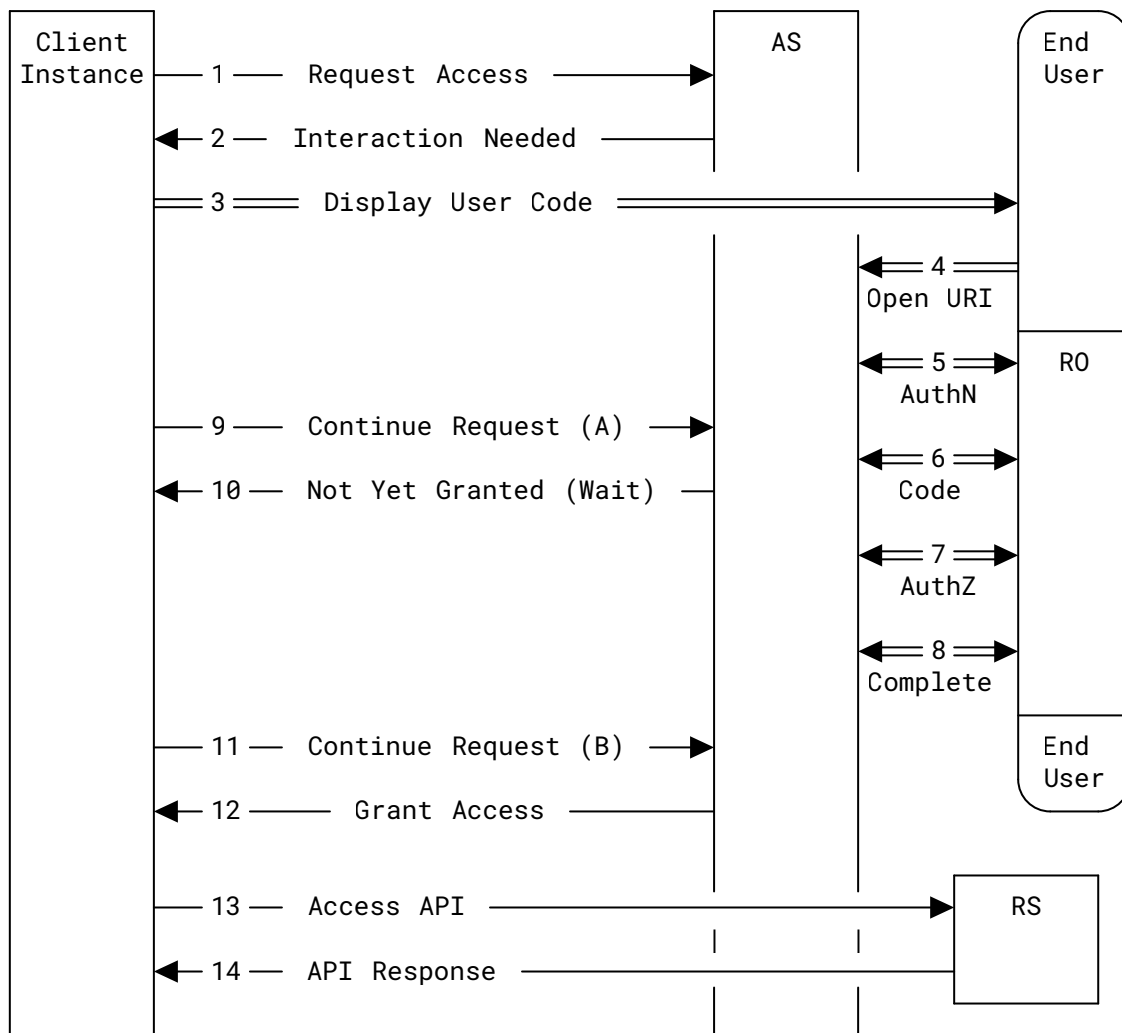 Client
Instance
AS
End
User
1 Request Access
2 Interaction Needed
3 Display User Code
4
Open URI
RO
5
AuthN
9 Continue Request (A)
6
Code
10 Not Yet Granted (Wait)
7
AuthZ
8
Complete
11 Continue Request (B)
End
User
12 Grant Access
13 Access API
RS
14 API Response